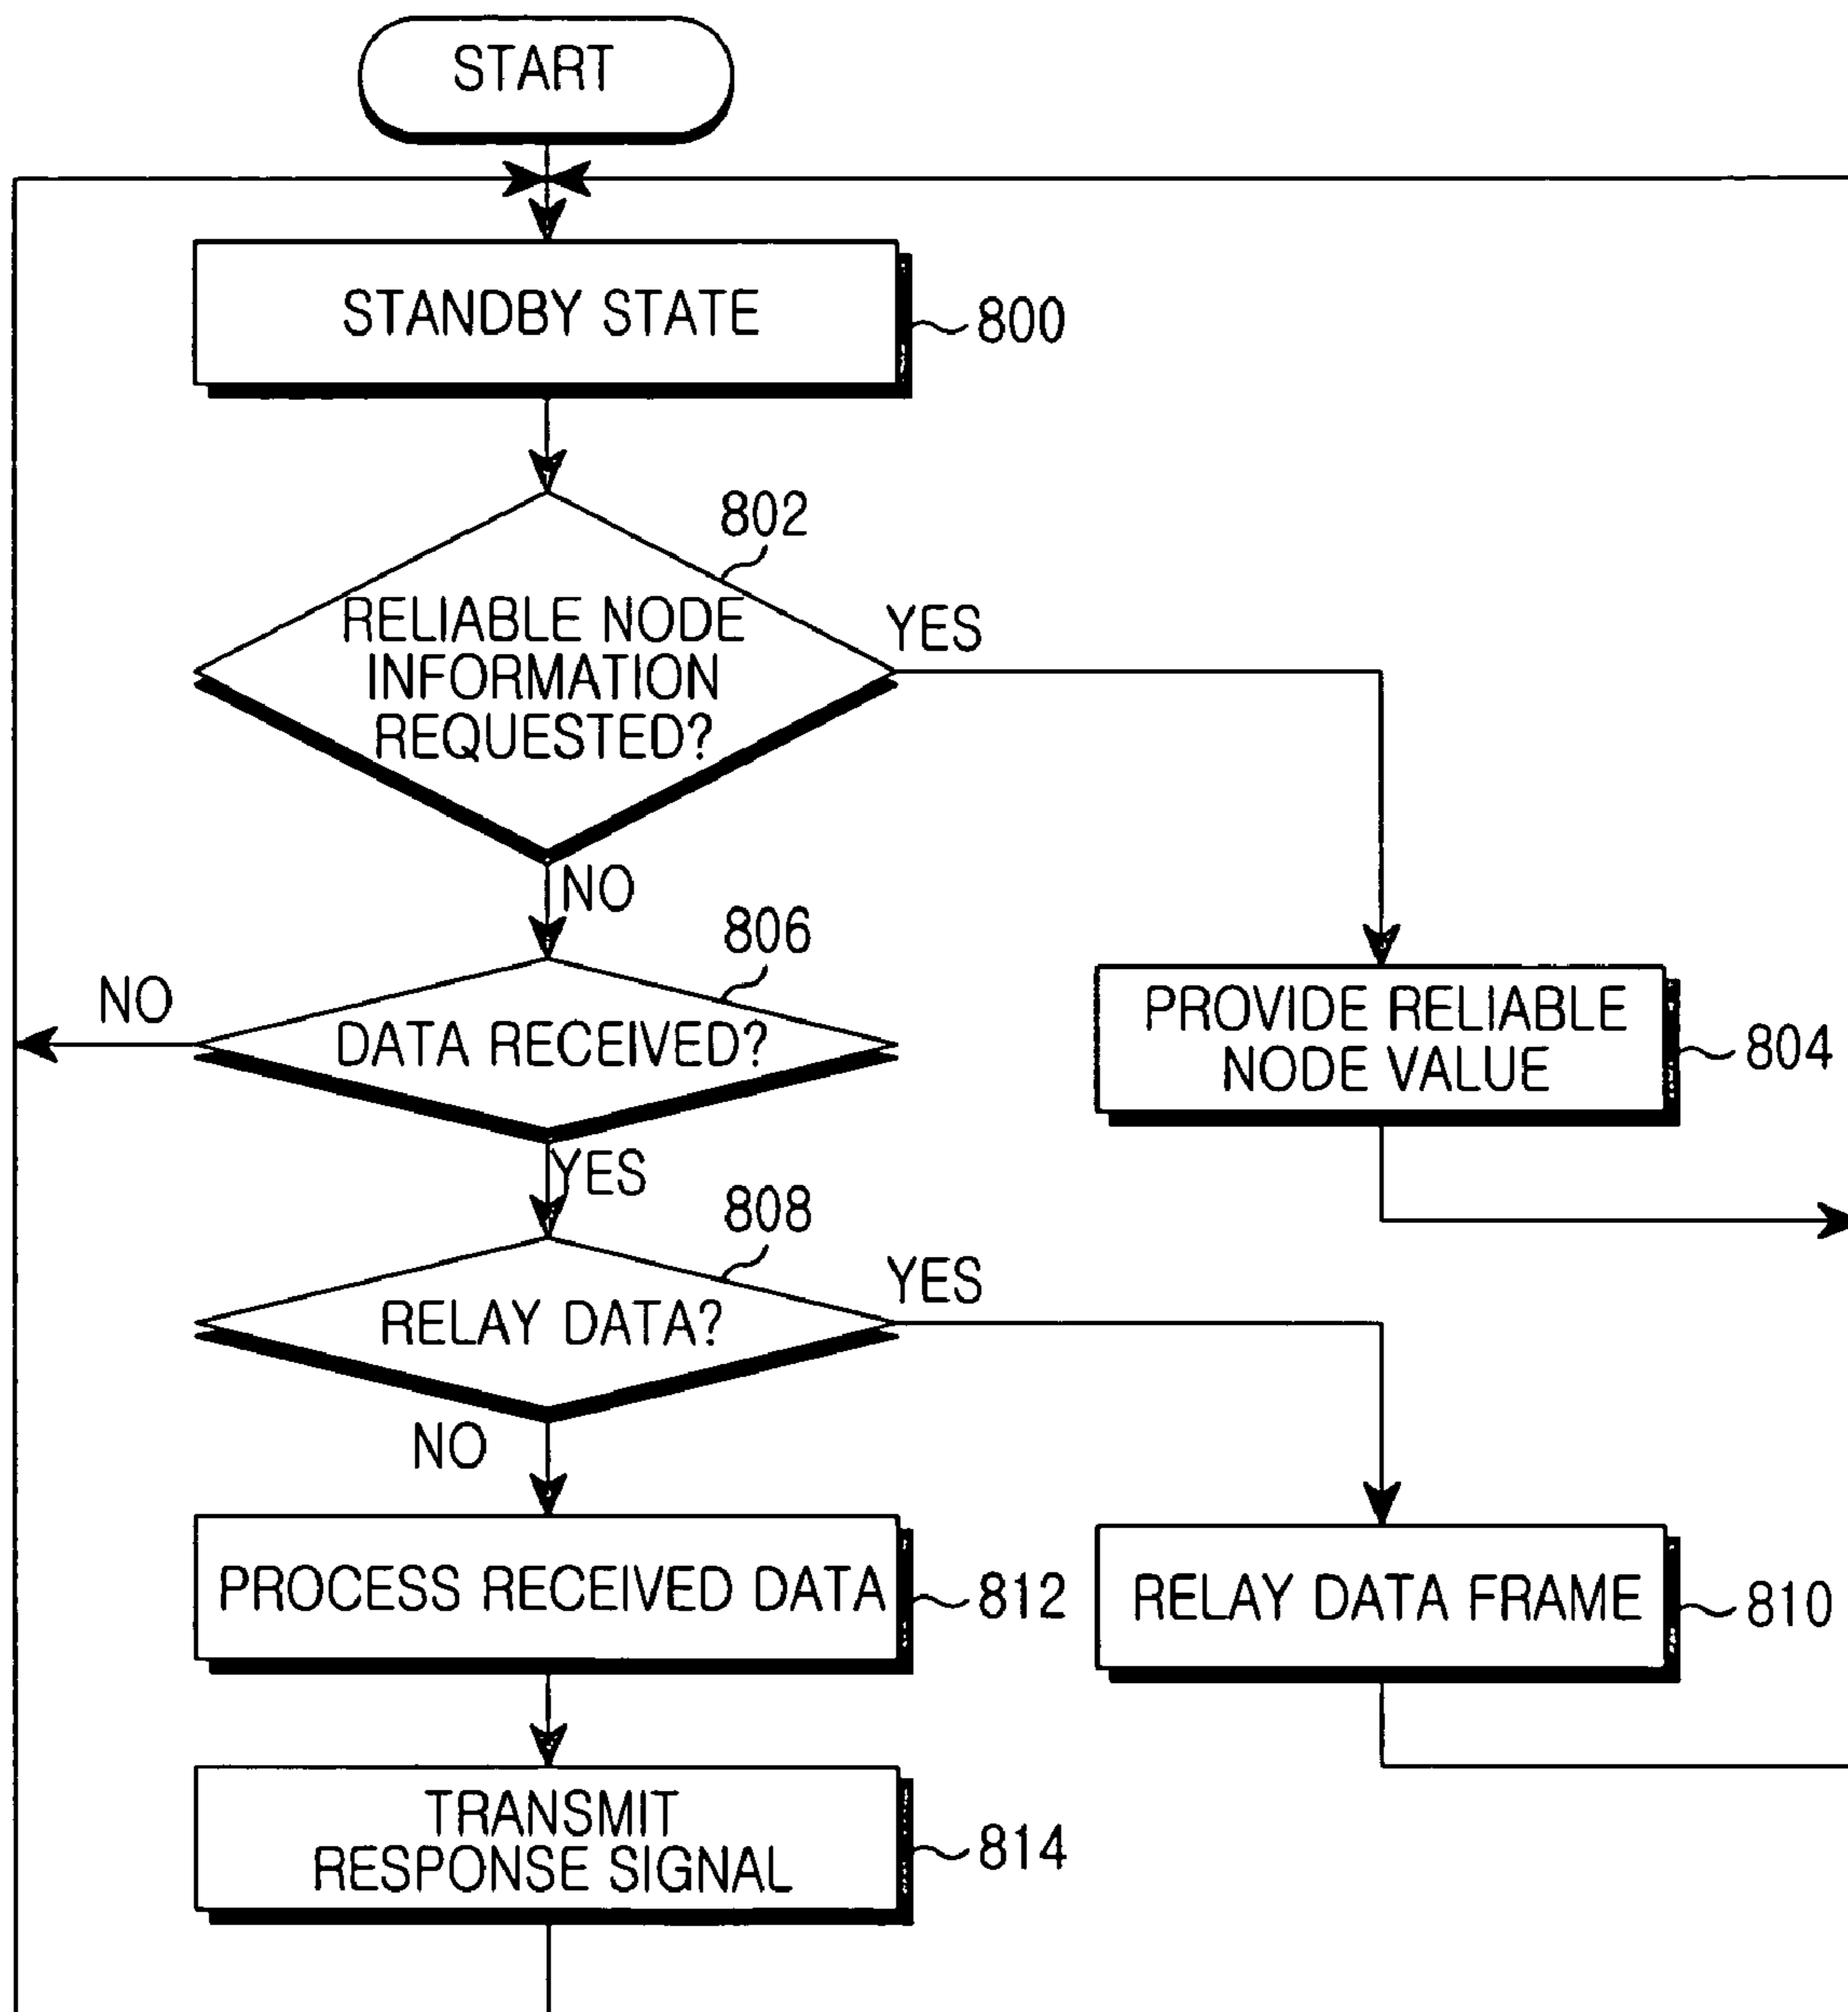 START
STANDBY STATE
800
802
RELIABLE NODE
INFORMATION
REQUESTED?
YES
NO
806
NO
DATA RECEIVED?
PROVIDE RELIABLE
NODE VALUE
804
YES
808
YES
RELAY DATA?
NO
PROCESS RECEIVED DATA
812
RELAY DATA FRAME
810
TRANSMIT
RESPONSE SIGNAL
814